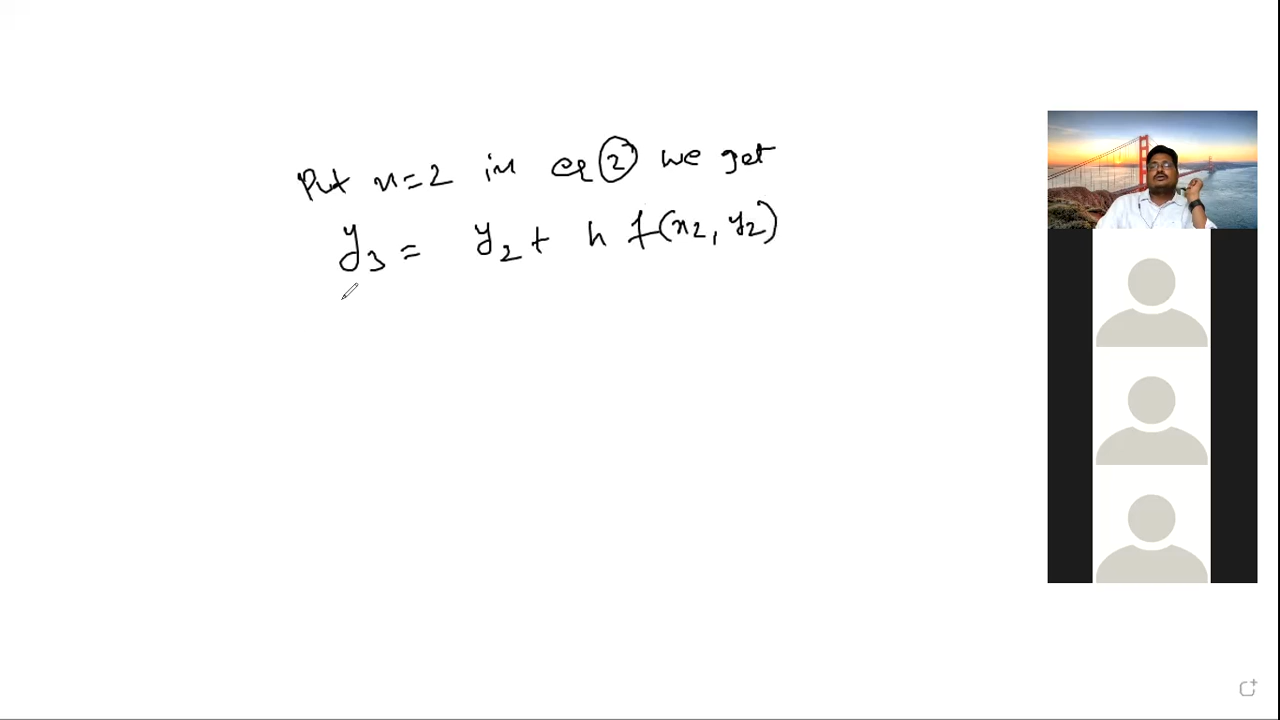 Put n=2 in eq ② we get
y₃ = y₂ + h f(x₂, y₂)